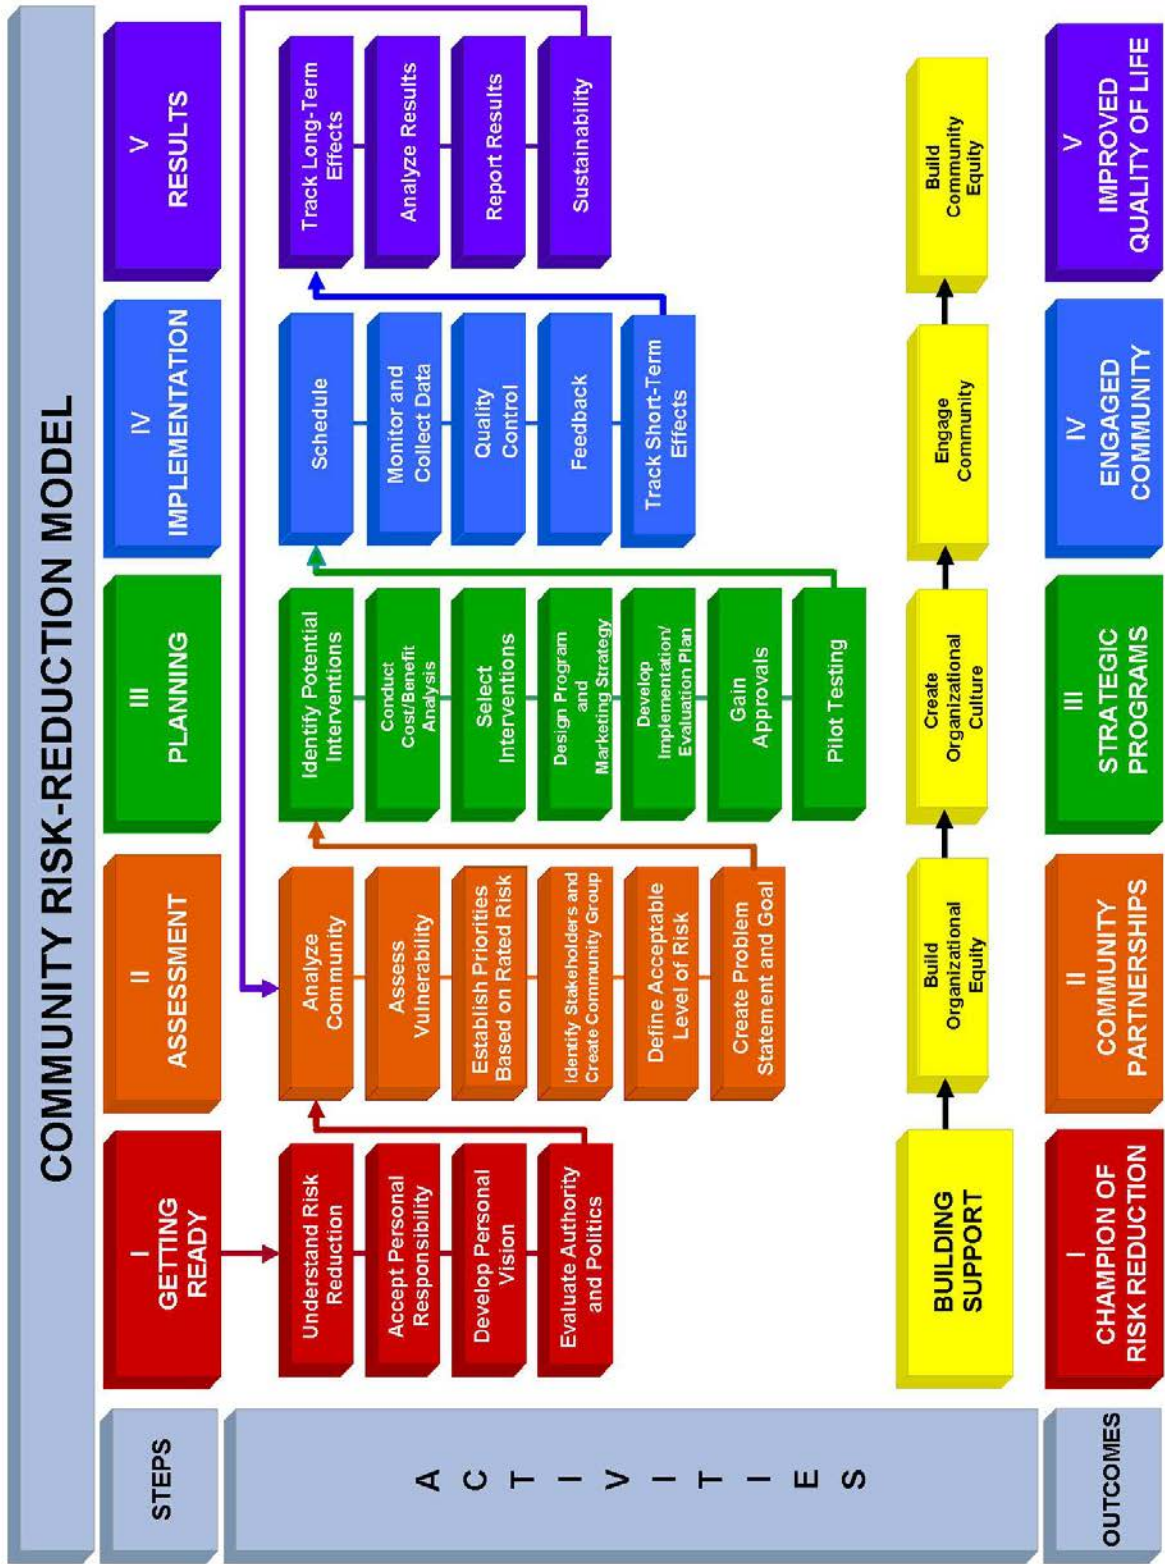 COMMUNITY RISK-REDUCTION MODEL
STEPS
I
GETTING
READY
II
ASSESSMENT
III
PLANNING
IV
IMPLEMENTATION
V
RESULTS
ACTIVITIES
Understand Risk
Reduction
Accept Personal
Responsibility
Develop Personal
Vision
Evaluate Authority
and Politics
Analyze
Community
Assess
Vulnerability
Establish Priorities
Based on Rated Risk
Identify Stakeholders and
Create Community Group
Define Acceptable
Level of Risk
Create Problem
Statement and Goal
Identify Potential
Interventions
Conduct
Cost/Benefit
Analysis
Select
Interventions
Design Program
and
Marketing Strategy
Develop
Implementation/
Evaluation Plan
Gain
Approvals
Pilot Testing
Schedule
Monitor and
Collect Data
Quality
Control
Feedback
Track Short-Term
Effects
Track Long-Term
Effects
Analyze Results
Report Results
Sustainability
BUILDING
SUPPORT
Build
Organizational
Equity
Create
Organizational
Culture
Engage
Community
Build
Community
Equity
OUTCOMES
I
CHAMPION OF
RISK REDUCTION
II
COMMUNITY
PARTNERSHIPS
III
STRATEGIC
PROGRAMS
IV
ENGAGED
COMMUNITY
V
IMPROVED
QUALITY OF LIFE